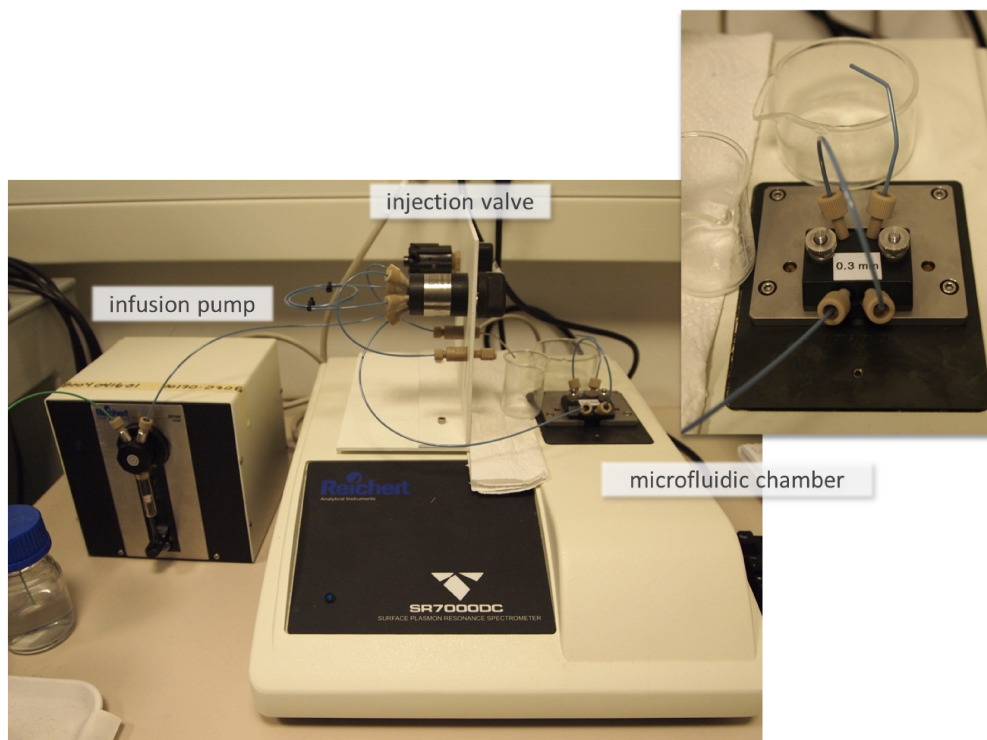 injection valve
0.3 mm
infusion pump
Reichert
microfluidic chamber
Reichert
Analytical Instruments
SR7000DC
SURFACE PLASMON RESONANCE SPECTROMETER